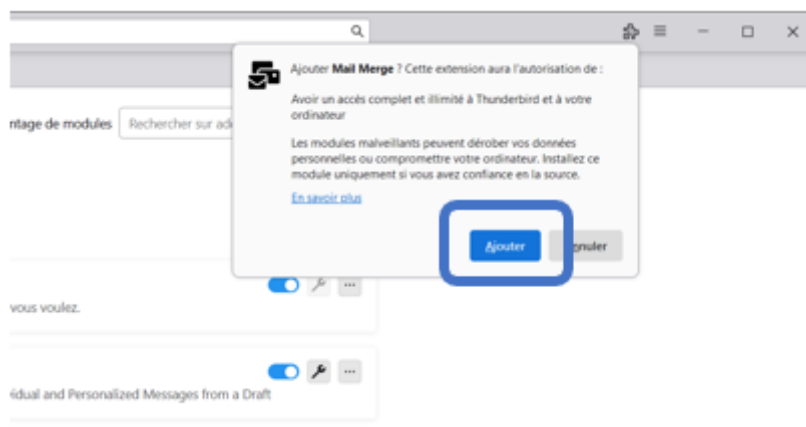 Ajouter Mail Merge ? Cette extension aura l'autorisation de :
Avoir un accès complet et illimité à Thunderbird et à votre
ordinateur
ntage de modules
Rechercher sur ad
Les modules malveillants peuvent dérober vos données
personnelles ou compromettre votre ordinateur. Installez ce
module uniquement si vous avez confiance en la source.
En savoir plus
Ajouter
nnuler
vous voulez.
vidual and Personalized Messages from a Draft